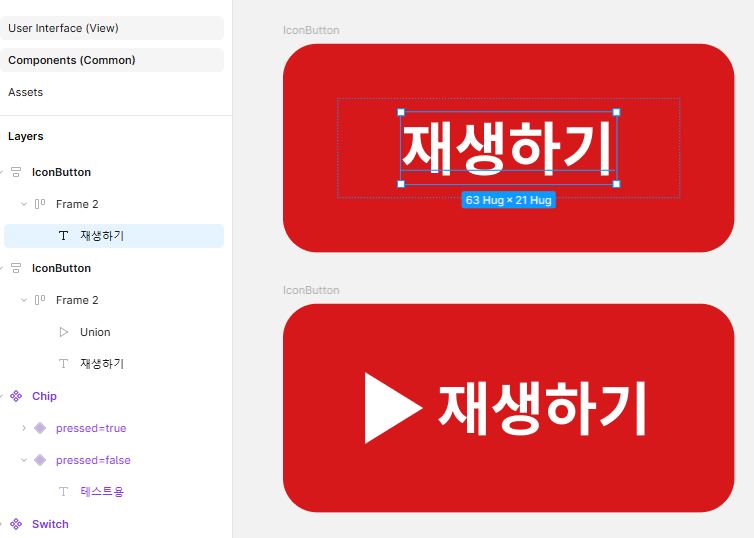 User Interface (View)
Components (Common)
Assets
Layers
IconButton
Frame 2
재생하기
IconButton
Frame 2
Union
재생하기
Chip
pressed=true
pressed=false
테스트용
Switch
IconButton
재생하기
63 Hug × 21 Hug
IconButton
재생하기